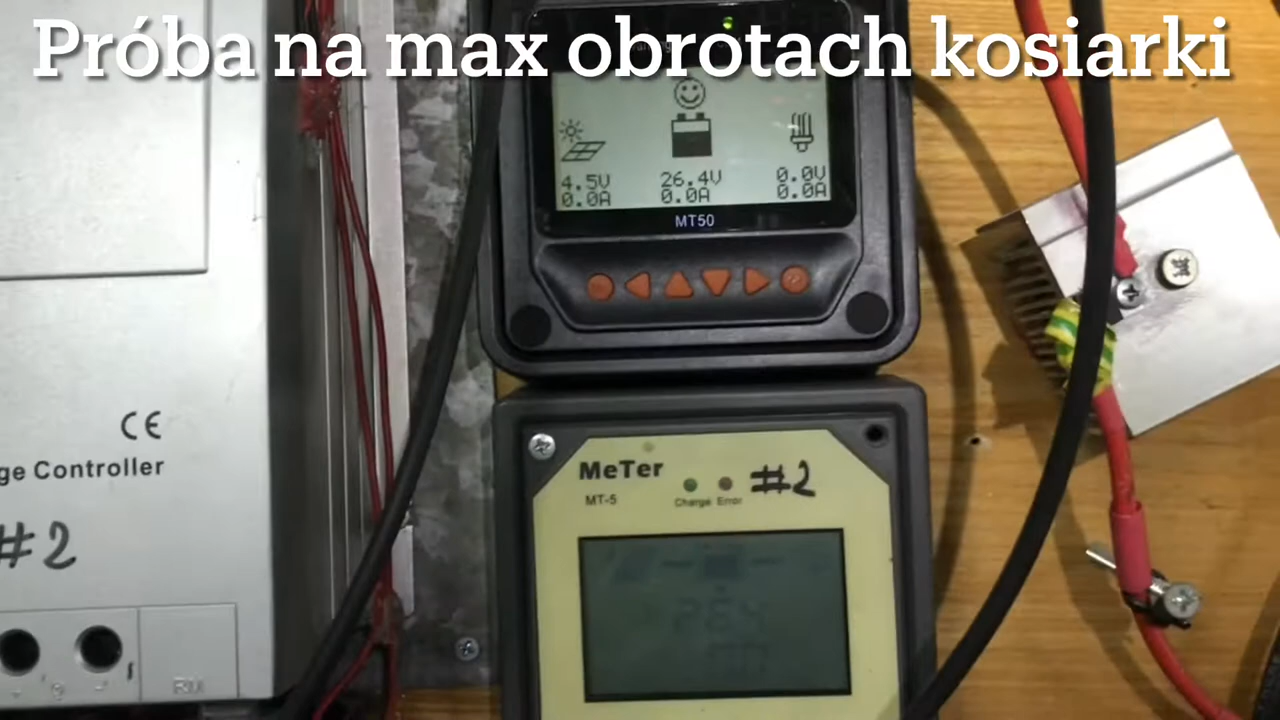 Próba na max obrotach kosiarki
4.5V 26.4V 0.0V
0.0A 0.0A 0.0A
MT50
CE
ge Controller
#2
MeTer
MT-5
Charge Error
#2